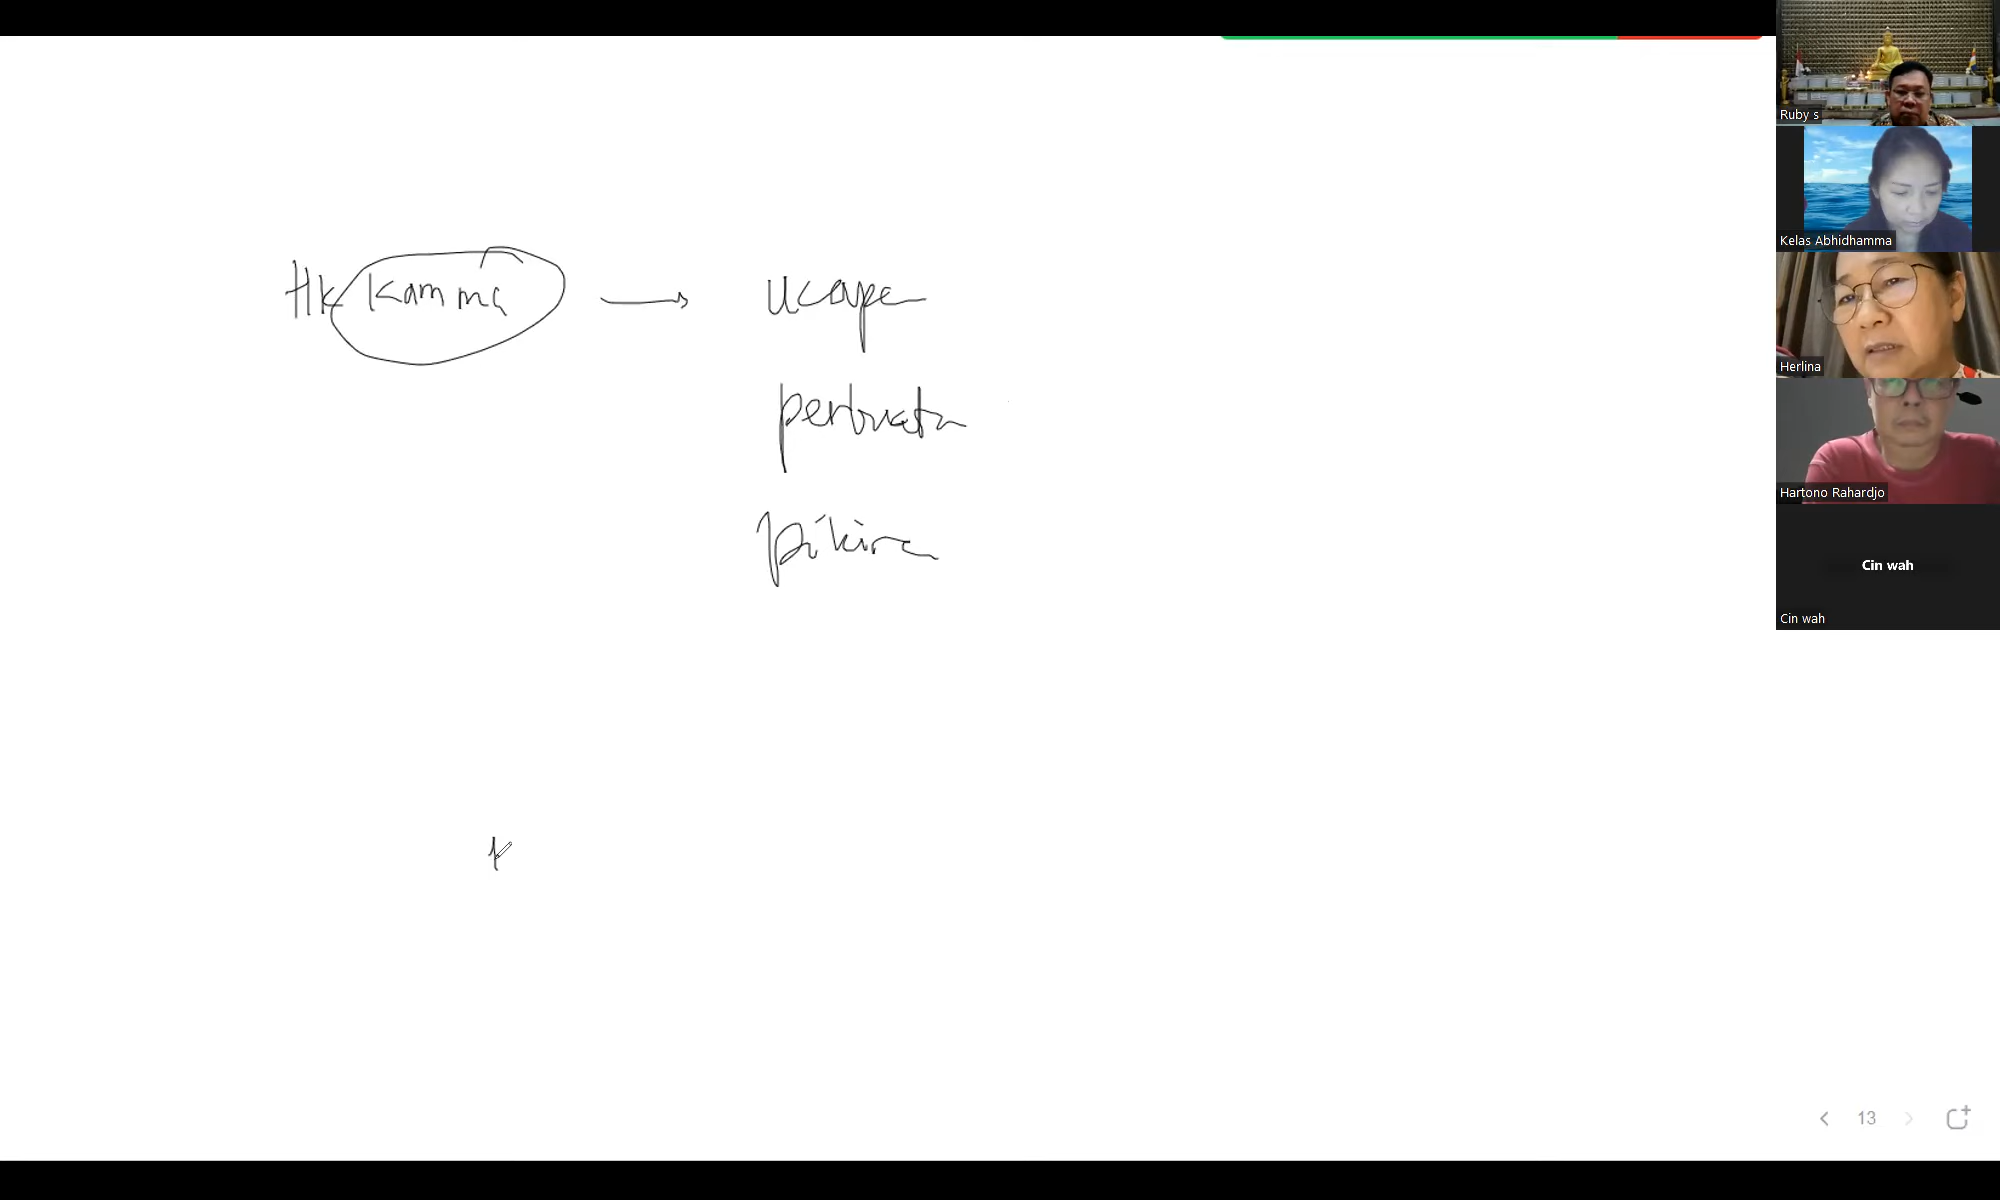 Hk Kamma → ucapan
perbuatan
pikiran
Ruby s
Kelas Abhidhamma
Herlina
Hartono Rahardjo
Cin wah
Cin wah
13